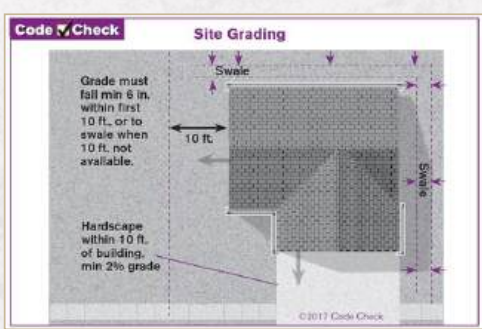 Code Check
Site Grading
Swale
Grade must
fall min 6 in.
within first
10 ft., or to
swale when
10 ft. not
available.
10 ft.
Swale
Hardscape
within 10 ft.
of building,
min 2% grade
©2017 Code Check